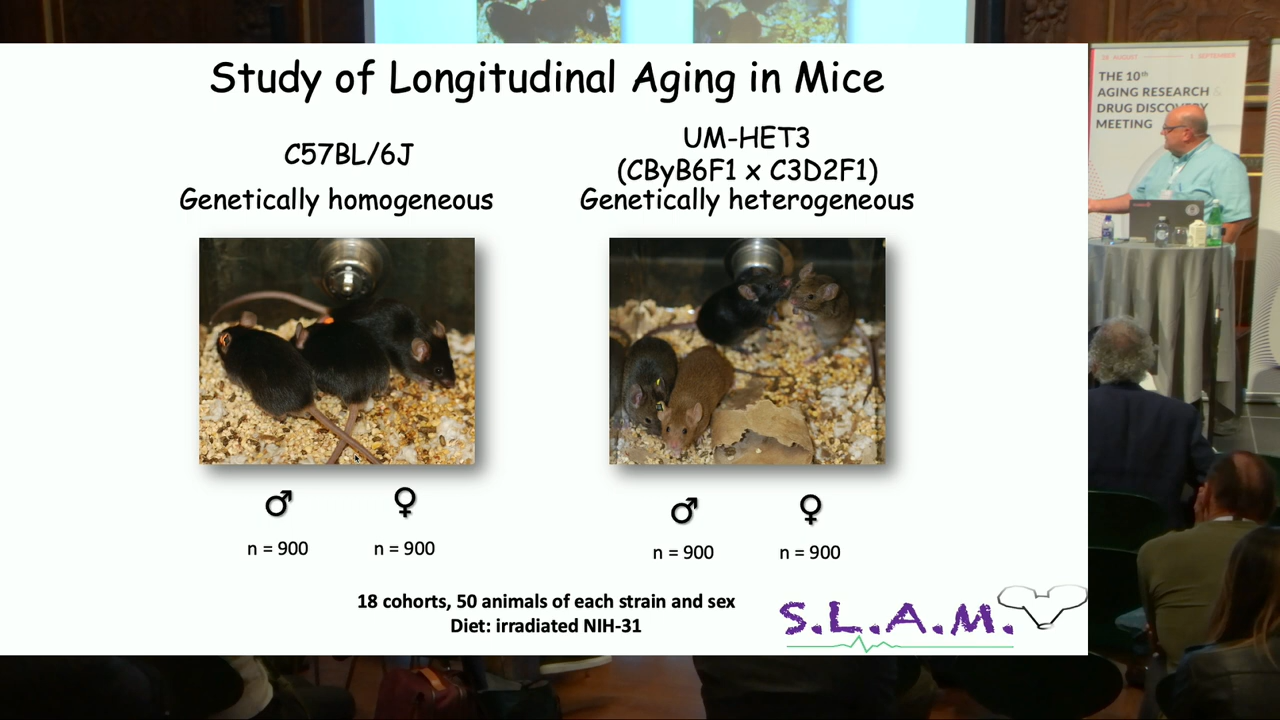 Study of Longitudinal Aging in Mice
C57BL/6J
Genetically homogeneous
UM-HET3
(CByB6F1 x C3D2F1)
Genetically heterogeneous
♂ ♀
n = 900 n = 900
♂ ♀
n = 900 n = 900
18 cohorts, 50 animals of each strain and sex
Diet: irradiated NIH-31
S.L.A.M.
THE 10th
AGING RESEARCH &
DRUG DISCOVERY
MEETING